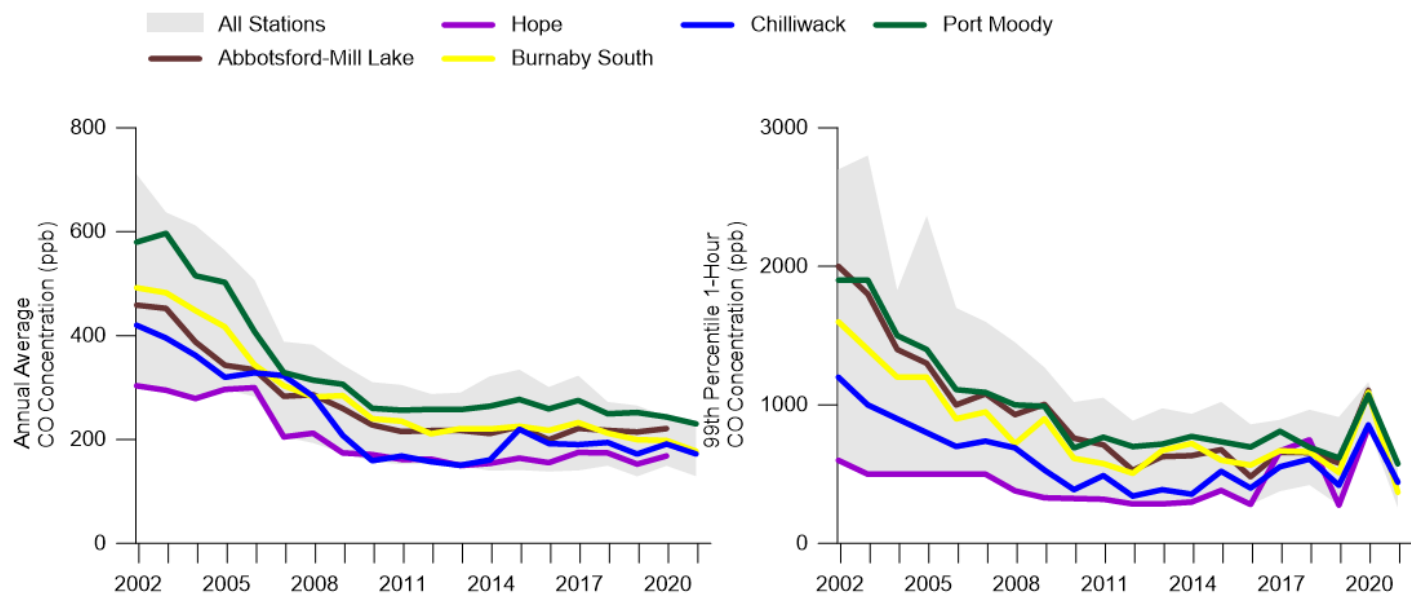 All Stations
Hope
Chilliwack
Port Moody
Abbotsford-Mill Lake
Burnaby South
Annual Average
CO Concentration (ppb)
800
600
400
200
0
2002 2005 2008 2011 2014 2017 2020
99th Percentile 1-Hour
CO Concentration (ppb)
3000
2000
1000
0
2002 2005 2008 2011 2014 2017 2020